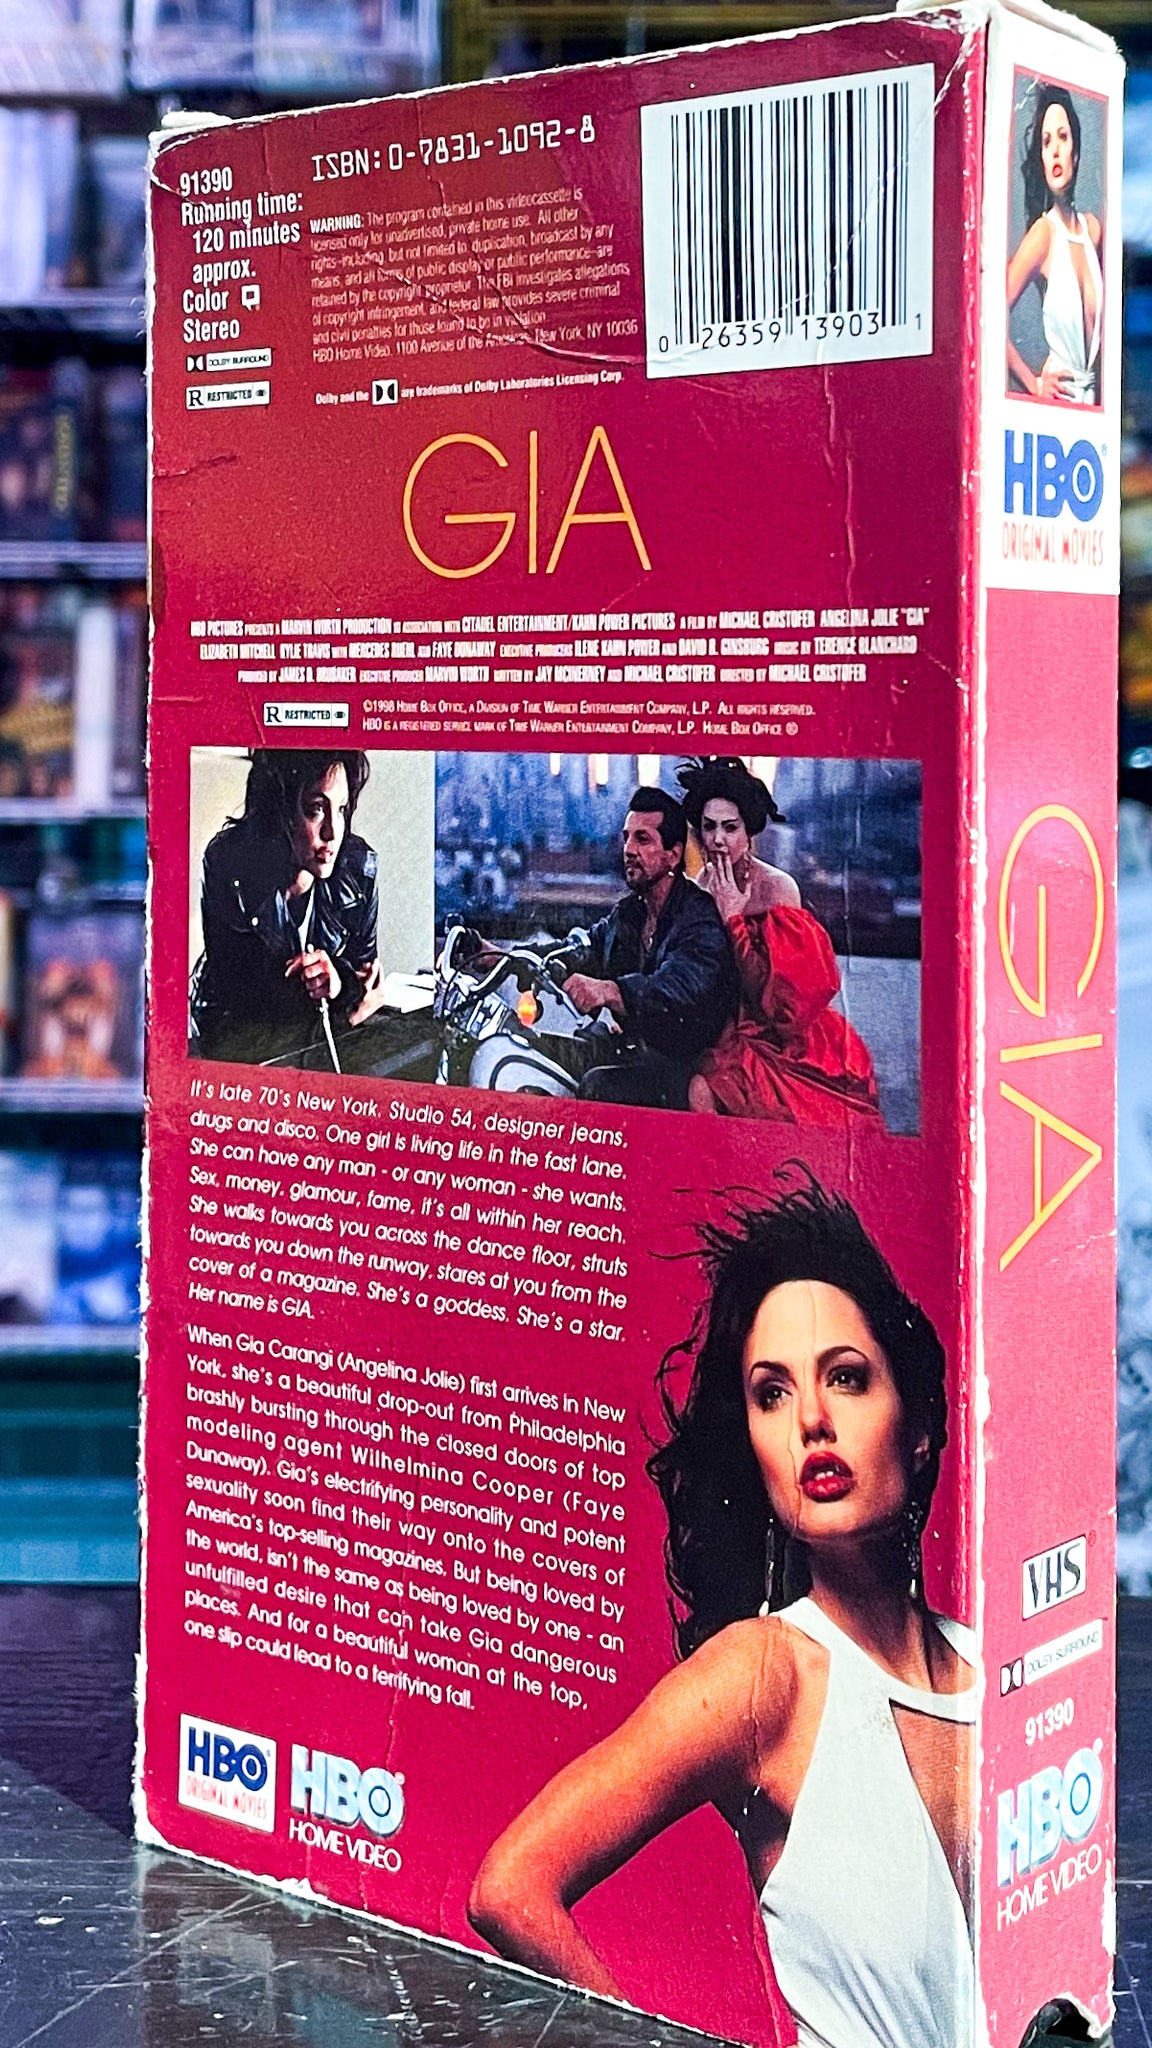 91390
Running time:
120 minutes
approx.
Color
Stereo
DOLBY SURROUND
R RESTRICTED
ISBN: 0-7831-1092-8
WARNING: The program contained in this videocassette is
licensed only for unadvertised, private home use. All other
rights-including, but not limited to, duplication, broadcast by any
means, and all forms of public display or public performance-are
retained by the copyright proprietor. The FBI investigates allegations
of copyright infringement, and federal law provides severe criminal
and civil penalties for those found to be in violation.
HBO Home Video, 1100 Avenue of the Americas, New York, NY 10036
Dolby and the are trademarks of Dolby Laboratories Licensing Corp.
0 26359 13903 1
GIA
HBO PICTURES PRESENTS A MARVIN WORTH PRODUCTION IN ASSOCIATION WITH CITADEL ENTERTAINMENT/KAHN POWER PICTURES A FILM BY MICHAEL CRISTOFER ANGELINA JOLIE "GIA"
ELIZABETH MITCHELL KYLIE TRAVIS WITH MERCEDES RUEHL AND FAYE DUNAWAY EXECUTIVE PRODUCERS ILENE KAHN POWER AND DAVID R. GINSBURG MUSIC BY TERENCE BLANCHARD
PRODUCED BY JAMES D. BRUBAKER EXECUTIVE PRODUCER MARVIN WORTH WRITTEN BY JAY MCINERNEY AND MICHAEL CRISTOFER DIRECTED BY MICHAEL CRISTOFER
R RESTRICTED
©1998 HOME BOX OFFICE, A DIVISION OF TIME WARNER ENTERTAINMENT COMPANY, L.P. ALL RIGHTS RESERVED.
HBO IS A REGISTERED SERVICE MARK OF TIME WARNER ENTERTAINMENT COMPANY, L.P. HOME BOX OFFICE ®
It's late 70's New York. Studio 54, designer jeans,
drugs and disco. One girl is living life in the fast lane.
She can have any man - or any woman - she wants.
Sex, money, glamour, fame, it's all within her reach.
She walks towards you across the dance floor, struts
towards you down the runway, stares at you from the
cover of a magazine. She's a goddess. She's a star.
Her name is GIA.
When Gia Carangi (Angelina Jolie) first arrives in New
York, she's a beautiful drop-out from Philadelphia
brashly bursting through the closed doors of top
modeling agent Wilhelmina Cooper (Faye
Dunaway). Gia's electrifying personality and potent
sexuality soon find their way onto the covers of
America's top-selling magazines. But being loved by
the world, isn't the same as being loved by one - an
unfulfilled desire that can take Gia dangerous
places. And for a beautiful woman at the top,
one slip could lead to a terrifying fall.
HBO®
ORIGINAL MOVIES
HBO®
HOME VIDEO
HBO®
ORIGINAL MOVIES
GIA
VHS®
DOLBY SURROUND
91390
HBO®
HOME VIDEO